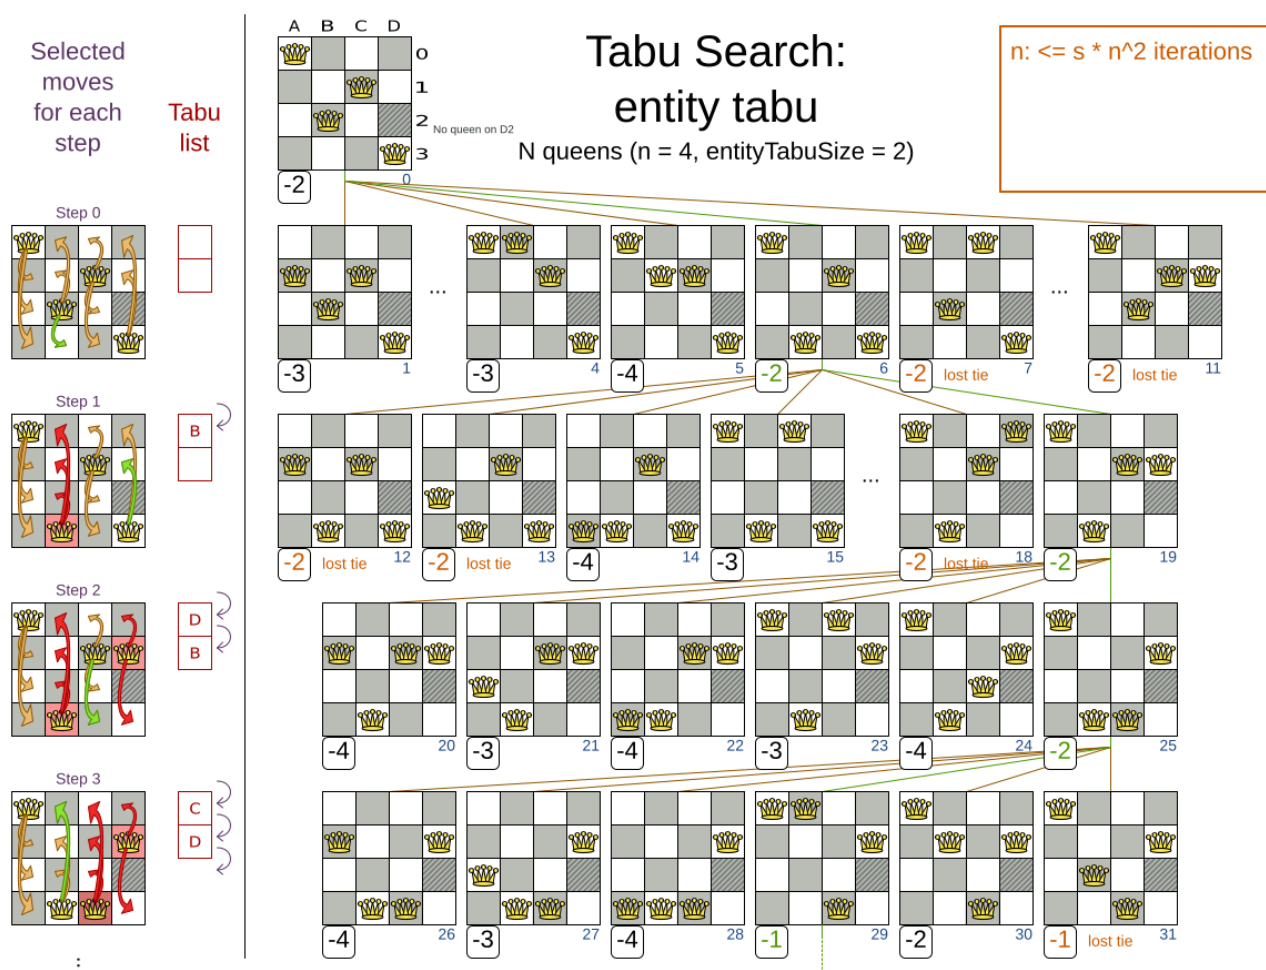 Selected
moves
for each
step
Tabu
list
A B C D
0
1
2
3
No queen on D2
Tabu Search:
entity tabu
N queens (n = 4, entityTabuSize = 2)
n: <= s * n^2 iterations
-2 0
Step 0
...
...
-3 1
-3 4
-4 5
-2 6
-2 lost tie 7
-2 lost tie 11
Step 1
B
...
-2 lost tie 12
-2 lost tie 13
-4 14
-3 15
-2 lost tie 18
-2 19
Step 2
D
B
-4 20
-3 21
-4 22
-3 23
-4 24
-2 25
Step 3
C
D
-4 26
-3 27
-4 28
-1 29
-2 30
-1 lost tie 31
: